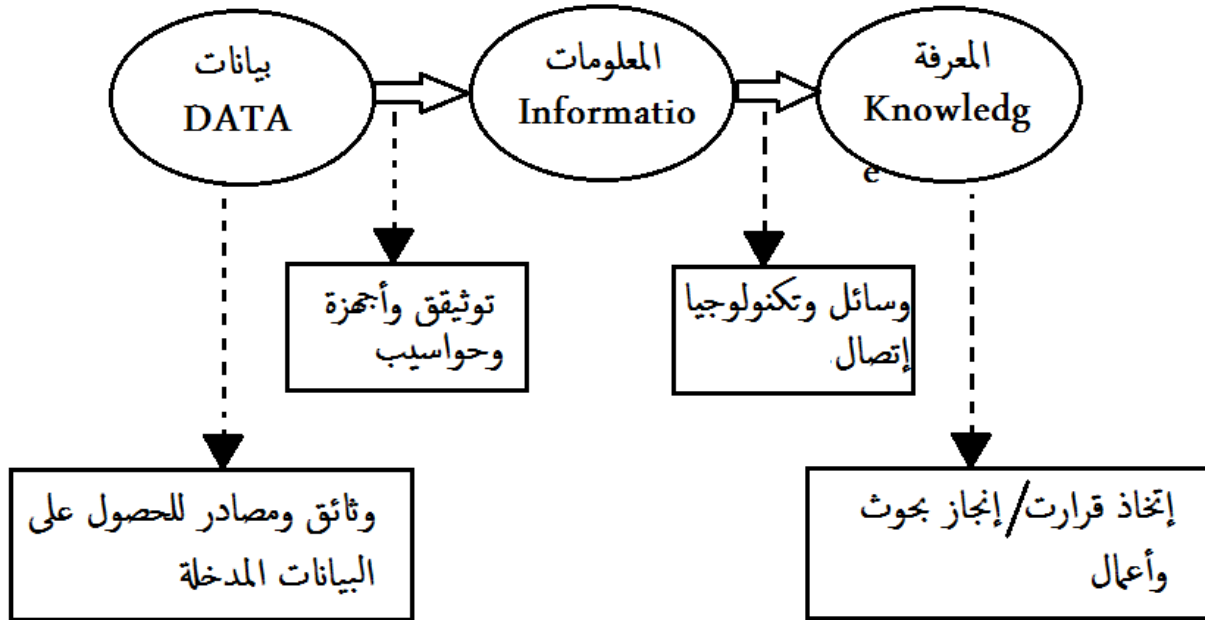 بيانات
DATA
المعلومات
Informatio
المعرفة
Knowledg
e
توثيقق وأجهزة
وحواسيب
وسائل وتكنولوجيا
إتصال.
وثائق ومصادر للحصول على
البيانات المدخلة
إتخاذ قرارت/إنجاز بحوث
وأعمال